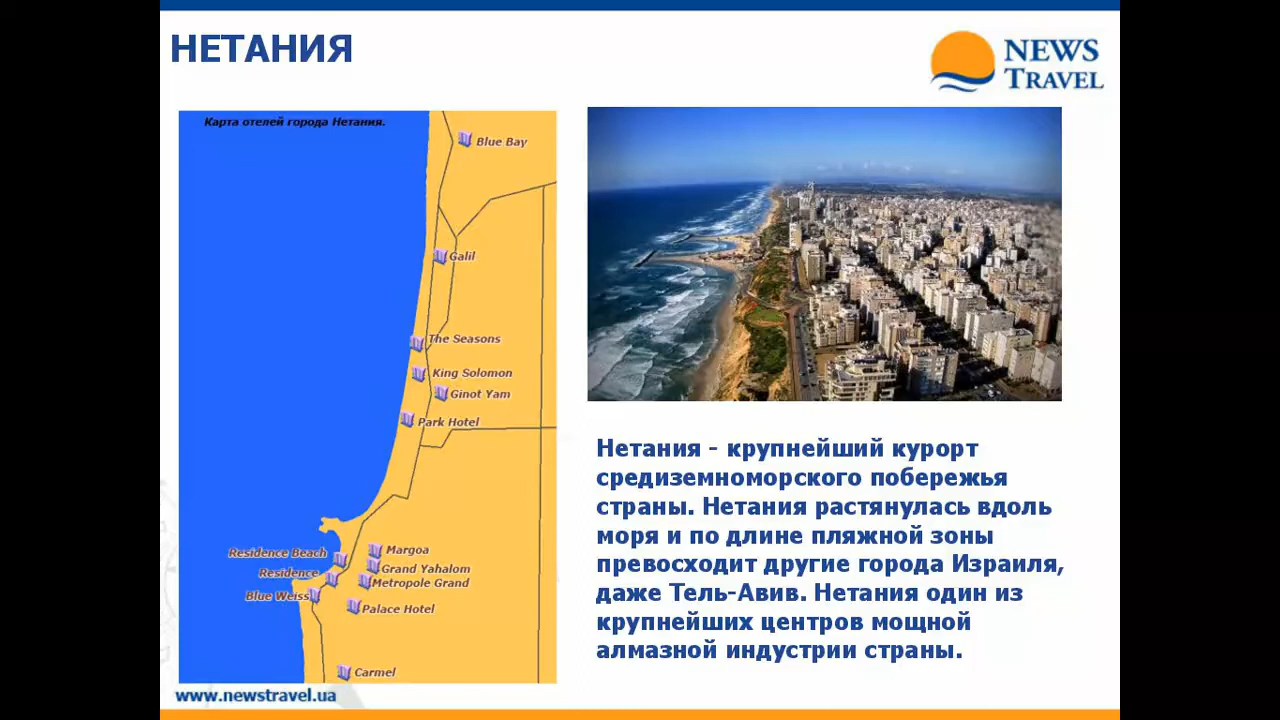 НЕТАНИЯ
NEWS
TRAVEL
Карта отелей города Нетания.
Blue Bay
Galil
The Seasons
King Solomon
Ginot Yam
Park Hotel
Residence Beach
Margoa
Grand Yahalom
Residence
Metropole Grand
Blue Weiss
Palace Hotel
Carmel
Нетания - крупнейший курорт
средиземноморского побережья
страны. Нетания растянулась вдоль
моря и по длине пляжной зоны
превосходит другие города Израиля,
даже Тель-Авив. Нетания один из
крупнейших центров мощной
алмазной индустрии страны.
www.newstravel.ua